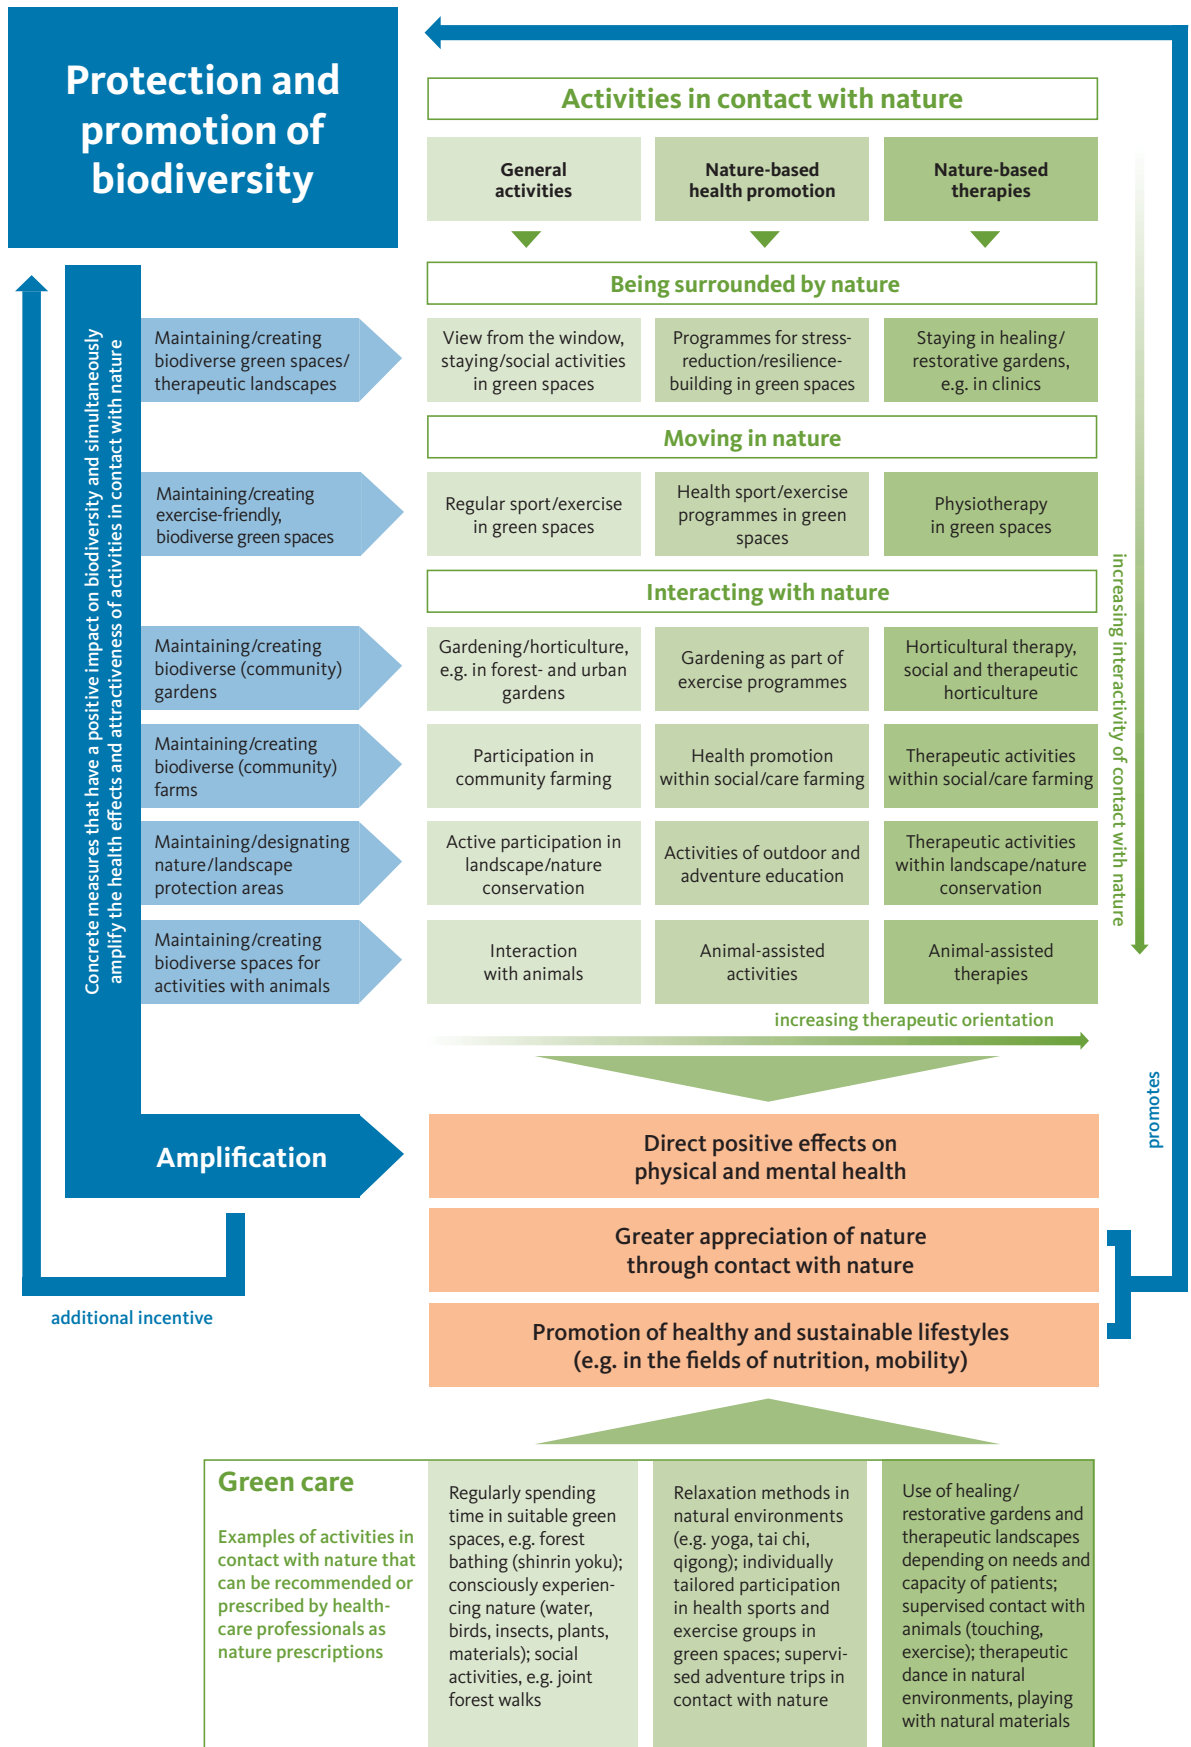 Protection and
promotion of
biodiversity
Activities in contact with nature
General
activities
Nature-based
health promotion
Nature-based
therapies
Being surrounded by nature
Maintaining/creating
biodiverse green spaces/
therapeutic landscapes
View from the window,
staying/social activities
in green spaces
Programmes for stress-
reduction/resilience-
building in green spaces
Staying in healing/
restorative gardens,
e.g. in clinics
Moving in nature
Maintaining/creating
exercise-friendly,
biodiverse green spaces
Regular sport/exercise
in green spaces
Health sport/exercise
programmes in green
spaces
Physiotherapy
in green spaces
Interacting with nature
Maintaining/creating
biodiverse (community)
gardens
Gardening/horticulture,
e.g. in forest- and urban
gardens
Gardening as part of
exercise programmes
Horticultural therapy,
social and therapeutic
horticulture
Maintaining/creating
biodiverse (community)
farms
Participation in
community farming
Health promotion
within social/care farming
Therapeutic activities
within social/care farming
Maintaining/designating
nature/landscape
protection areas
Active participation in
landscape/nature
conservation
Activities of outdoor and
adventure education
Therapeutic activities
within landscape/nature
conservation
Maintaining/creating
biodiverse spaces for
activities with animals
Interaction
with animals
Animal-assisted
activities
Animal-assisted
therapies
Concrete measures that have a positive impact on biodiversity and simultaneously
amplify the health effects and attractiveness of activities in contact with nature
increasing interactivity of contact with nature
increasing therapeutic orientation
promotes
Amplification
Direct positive effects on
physical and mental health
Greater appreciation of nature
through contact with nature
additional incentive
Promotion of healthy and sustainable lifestyles
(e.g. in the fields of nutrition, mobility)
Green care
Examples of activities in
contact with nature that
can be recommended or
prescribed by health-
care professionals as
nature prescriptions
Regularly spending
time in suitable green
spaces, e.g. forest
bathing (shinrin yoku);
consciously experien-
cing nature (water,
birds, insects, plants,
materials); social
activities, e.g. joint
forest walks
Relaxation methods in
natural environments
(e.g. yoga, tai chi,
qigong); individually
tailored participation
in health sports and
exercise groups in
green spaces; supervi-
sed adventure trips in
contact with nature
Use of healing/
restorative gardens and
therapeutic landscapes
depending on needs and
capacity of patients;
supervised contact with
animals (touching,
exercise); therapeutic
dance in natural
environments, playing
with natural materials